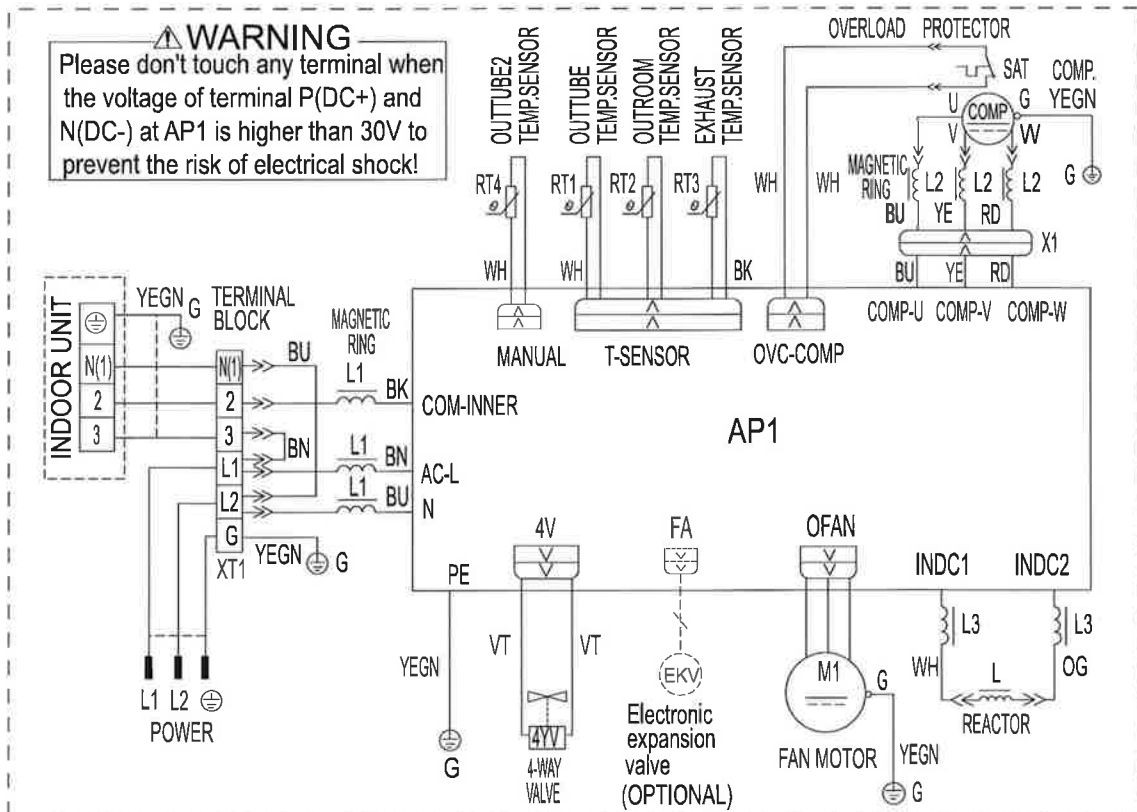 ⚠ WARNING
Please don't touch any terminal when
the voltage of terminal P(DC+) and
N(DC-) at AP1 is higher than 30V to
prevent the risk of electrical shock!
OUTTUBE2
TEMP.SENSOR
OUTTUBE
TEMP.SENSOR
OUTROOM
TEMP.SENSOR
EXHAUST
TEMP.SENSOR
OVERLOAD PROTECTOR
SAT
COMP.
YEGN
U
G
COMP
V
W
RT4
RT1
RT2
RT3
θ
θ
θ
θ
WH
WH
MAGNETIC
RING
L2
L2
L2
G
BU
YE
RD
X1
WH
WH
BK
BU
YE
RD
COMP-U
COMP-V
COMP-W
MANUAL
T-SENSOR
OVC-COMP
INDOOR UNIT
N(1)
2
3
YEGN
G
TERMINAL
BLOCK
MAGNETIC
RING
N(1)
2
3
L1
L2
G
XT1
BU
BN
YEGN
G
L1
BK
COM-INNER
L1
BN
AC-L
L1
BU
N
AP1
PE
4V
FA
OFAN
INDC1
INDC2
YEGN
G
VT
VT
4YV
4-WAY
VALVE
EKV
Electronic
expansion
valve
(OPTIONAL)
M1
G
FAN MOTOR
YEGN
G
L3
L3
WH
OG
L
REACTOR
L1
L2
POWER